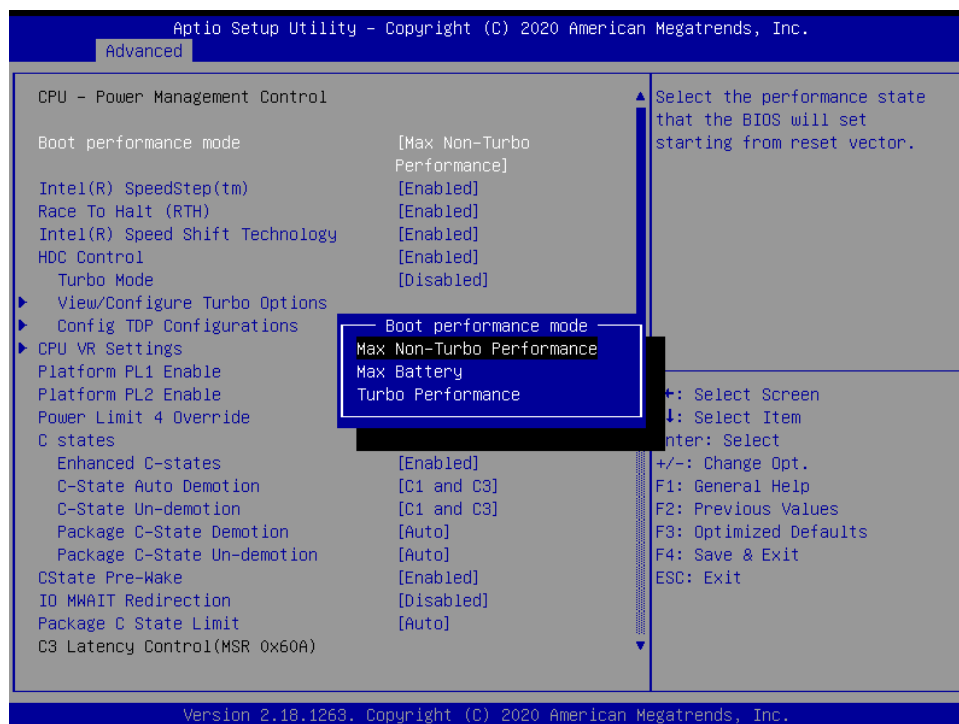 Aptio Setup Utility – Copyright (C) 2020 American Megatrends, Inc.
Advanced
CPU – Power Management Control
Boot performance mode [Max Non-Turbo
Performance]
Intel(R) SpeedStep(tm) [Enabled]
Race To Halt (RTH) [Enabled]
Intel(R) Speed Shift Technology [Enabled]
HDC Control [Enabled]
Turbo Mode [Disabled]
View/Configure Turbo Options
Config TDP Configurations
CPU VR Settings
Platform PL1 Enable
Platform PL2 Enable
Power Limit 4 Override
C states
Enhanced C-states [Enabled]
C-State Auto Demotion [C1 and C3]
C-State Un-demotion [C1 and C3]
Package C-State Demotion [Auto]
Package C-State Un-demotion [Auto]
CState Pre-Wake [Enabled]
IO MWAIT Redirection [Disabled]
Package C State Limit [Auto]
C3 Latency Control(MSR 0x60A)
Boot performance mode
Max Non-Turbo Performance
Max Battery
Turbo Performance
Select the performance state
that the BIOS will set
starting from reset vector.
: Select Screen
: Select Item
nter: Select
+/-: Change Opt.
F1: General Help
F2: Previous Values
F3: Optimized Defaults
F4: Save & Exit
ESC: Exit
Version 2.18.1263. Copyright (C) 2020 American Megatrends, Inc.